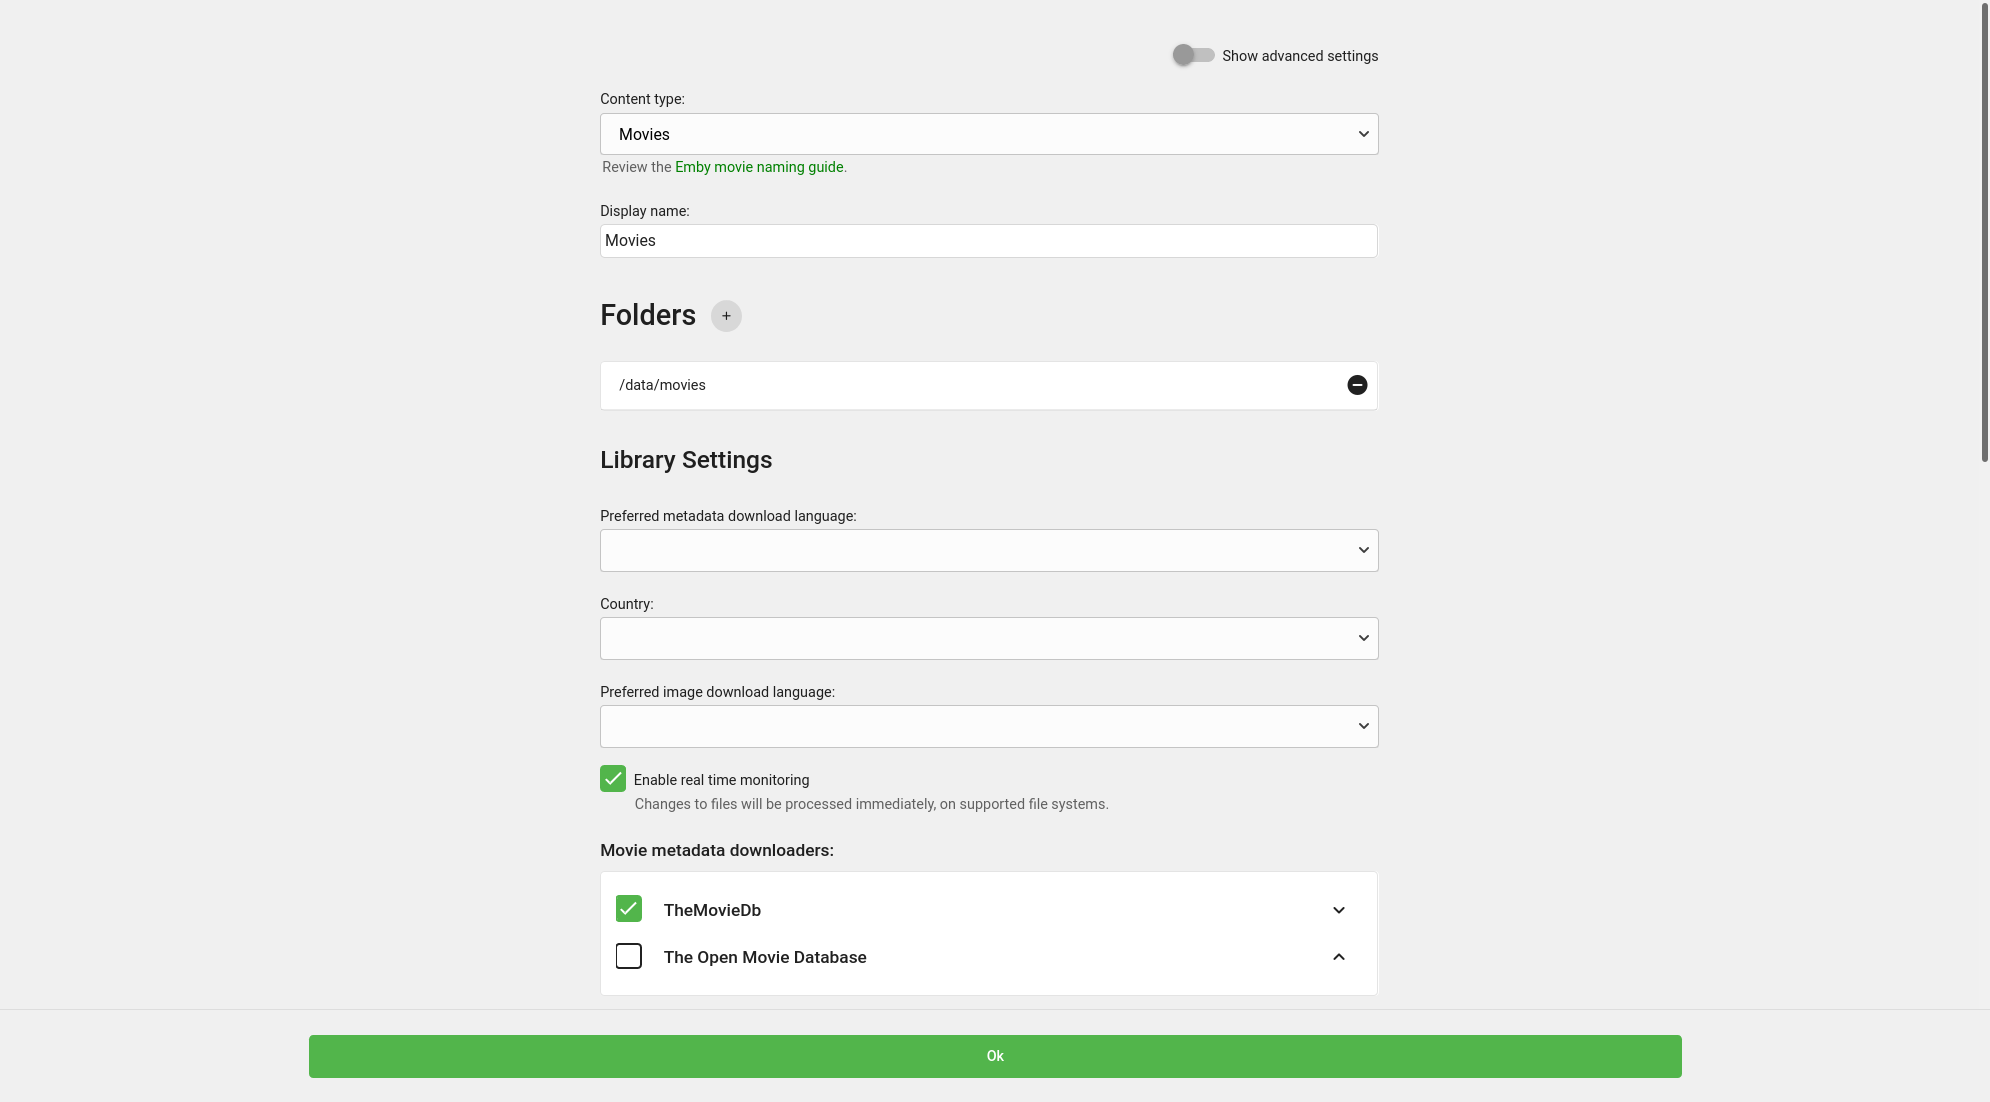 Show advanced settings
Content type:
Movies
Review the Emby movie naming guide.
Display name:
Movies
Folders +
/data/movies
Library Settings
Preferred metadata download language:
Country:
Preferred image download language:
Enable real time monitoring
Changes to files will be processed immediately, on supported file systems.
Movie metadata downloaders:
TheMovieDb
The Open Movie Database
Ok